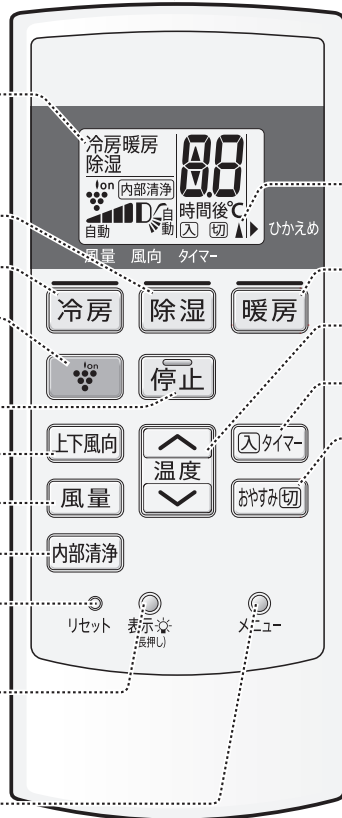 冷房暖房
除湿
88
ion
内部清浄
時間後℃
自動
自動
入 切
ひかえめ
風量 風向 タイマー
冷房 除湿 暖房
ion
停止
上下風向
温度
入タイマー
風量
おやすみ切
内部清浄
リセット 表示 メニュー
(長押し)